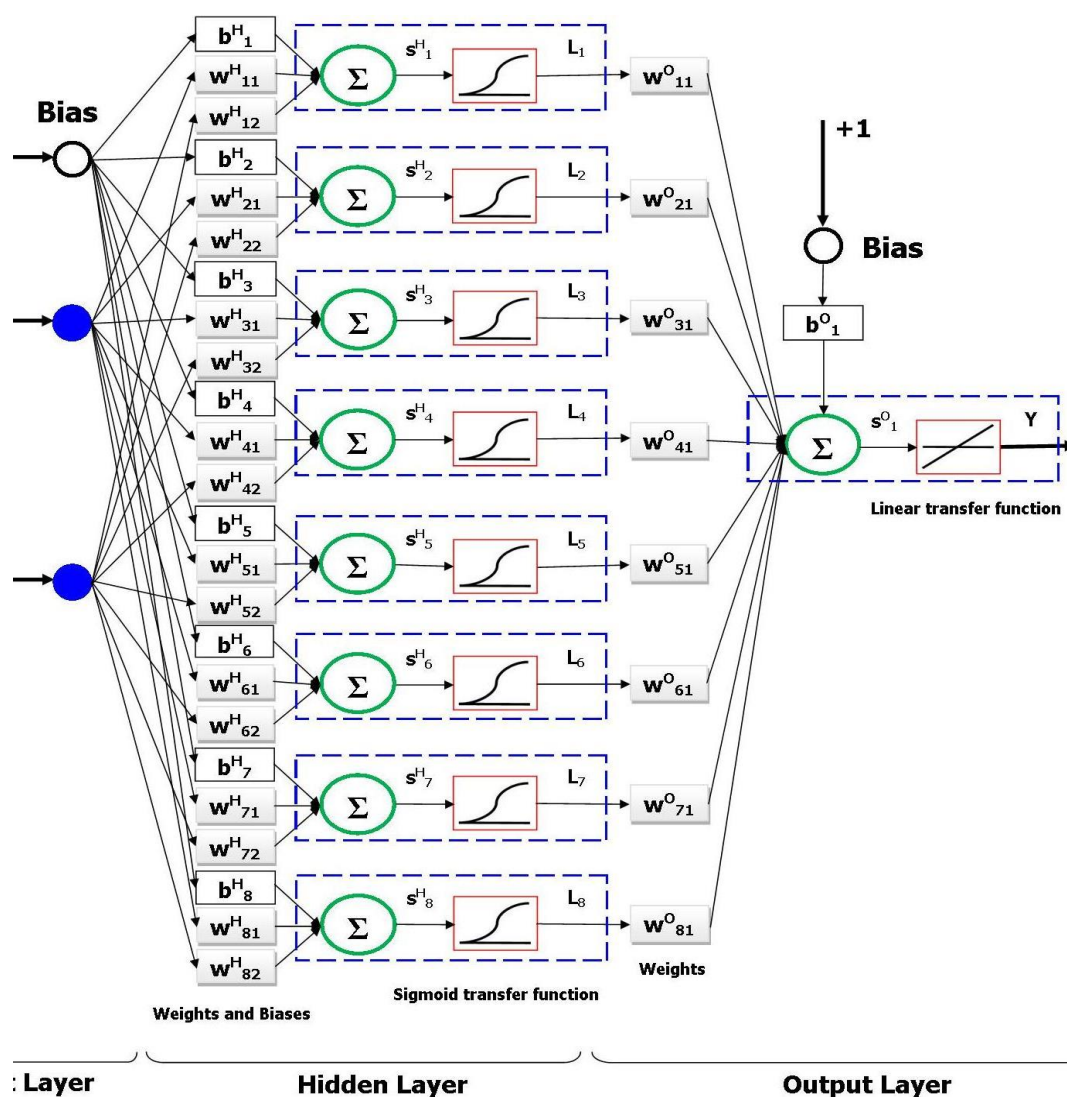 Bias
b^H_1
w^H_11
w^H_12
Σ
s^H_1
L_1
w^O_11
b^H_2
w^H_21
w^H_22
Σ
s^H_2
L_2
w^O_21
b^H_3
w^H_31
w^H_32
Σ
s^H_3
L_3
w^O_31
b^H_4
w^H_41
w^H_42
Σ
s^H_4
L_4
w^O_41
b^H_5
w^H_51
w^H_52
Σ
s^H_5
L_5
w^O_51
b^H_6
w^H_61
w^H_62
Σ
s^H_6
L_6
w^O_61
b^H_7
w^H_71
w^H_72
Σ
s^H_7
L_7
w^O_71
b^H_8
w^H_81
w^H_82
Σ
s^H_8
L_8
w^O_81
+1
Bias
b^O_1
Σ
s^O_1
Y
Linear transfer function
Weights and Biases
Sigmoid transfer function
Weights
Layer
Hidden Layer
Output Layer